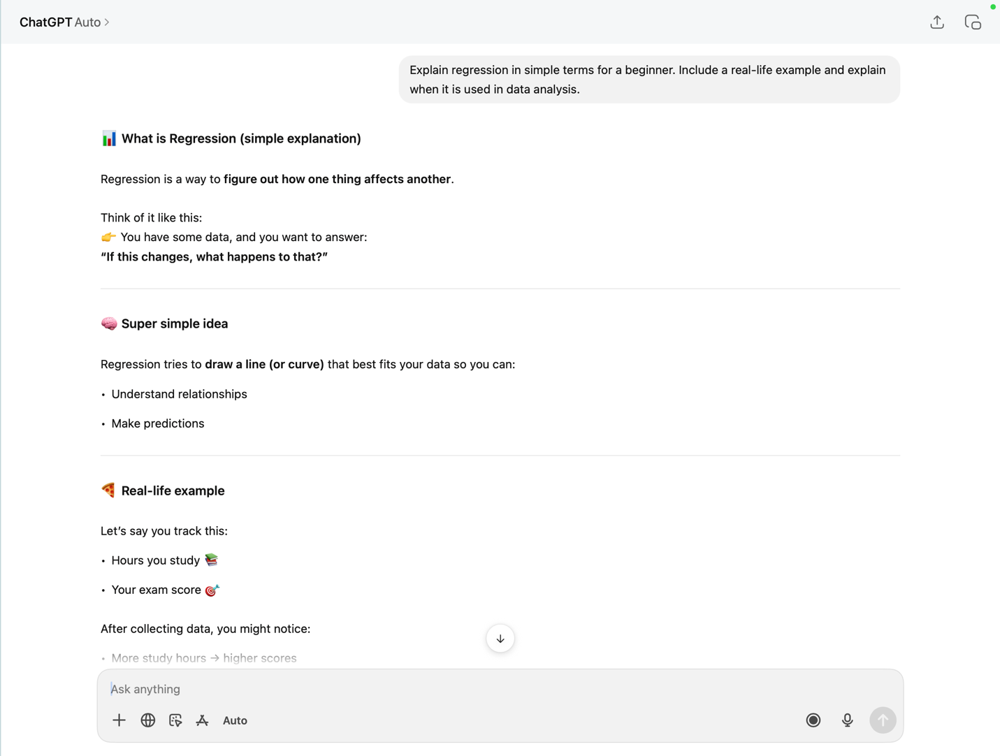 ChatGPT Auto >
Explain regression in simple terms for a beginner. Include a real-life example and explain
when it is used in data analysis.
📊 What is Regression (simple explanation)
Regression is a way to figure out how one thing affects another.
Think of it like this:
👉 You have some data, and you want to answer:
“If this changes, what happens to that?”
🧠 Super simple idea
Regression tries to draw a line (or curve) that best fits your data so you can:
• Understand relationships
• Make predictions
🍕 Real-life example
Let’s say you track this:
• Hours you study 📚
• Your exam score 🎯
After collecting data, you might notice:
• More study hours → higher scores
Ask anything
Auto